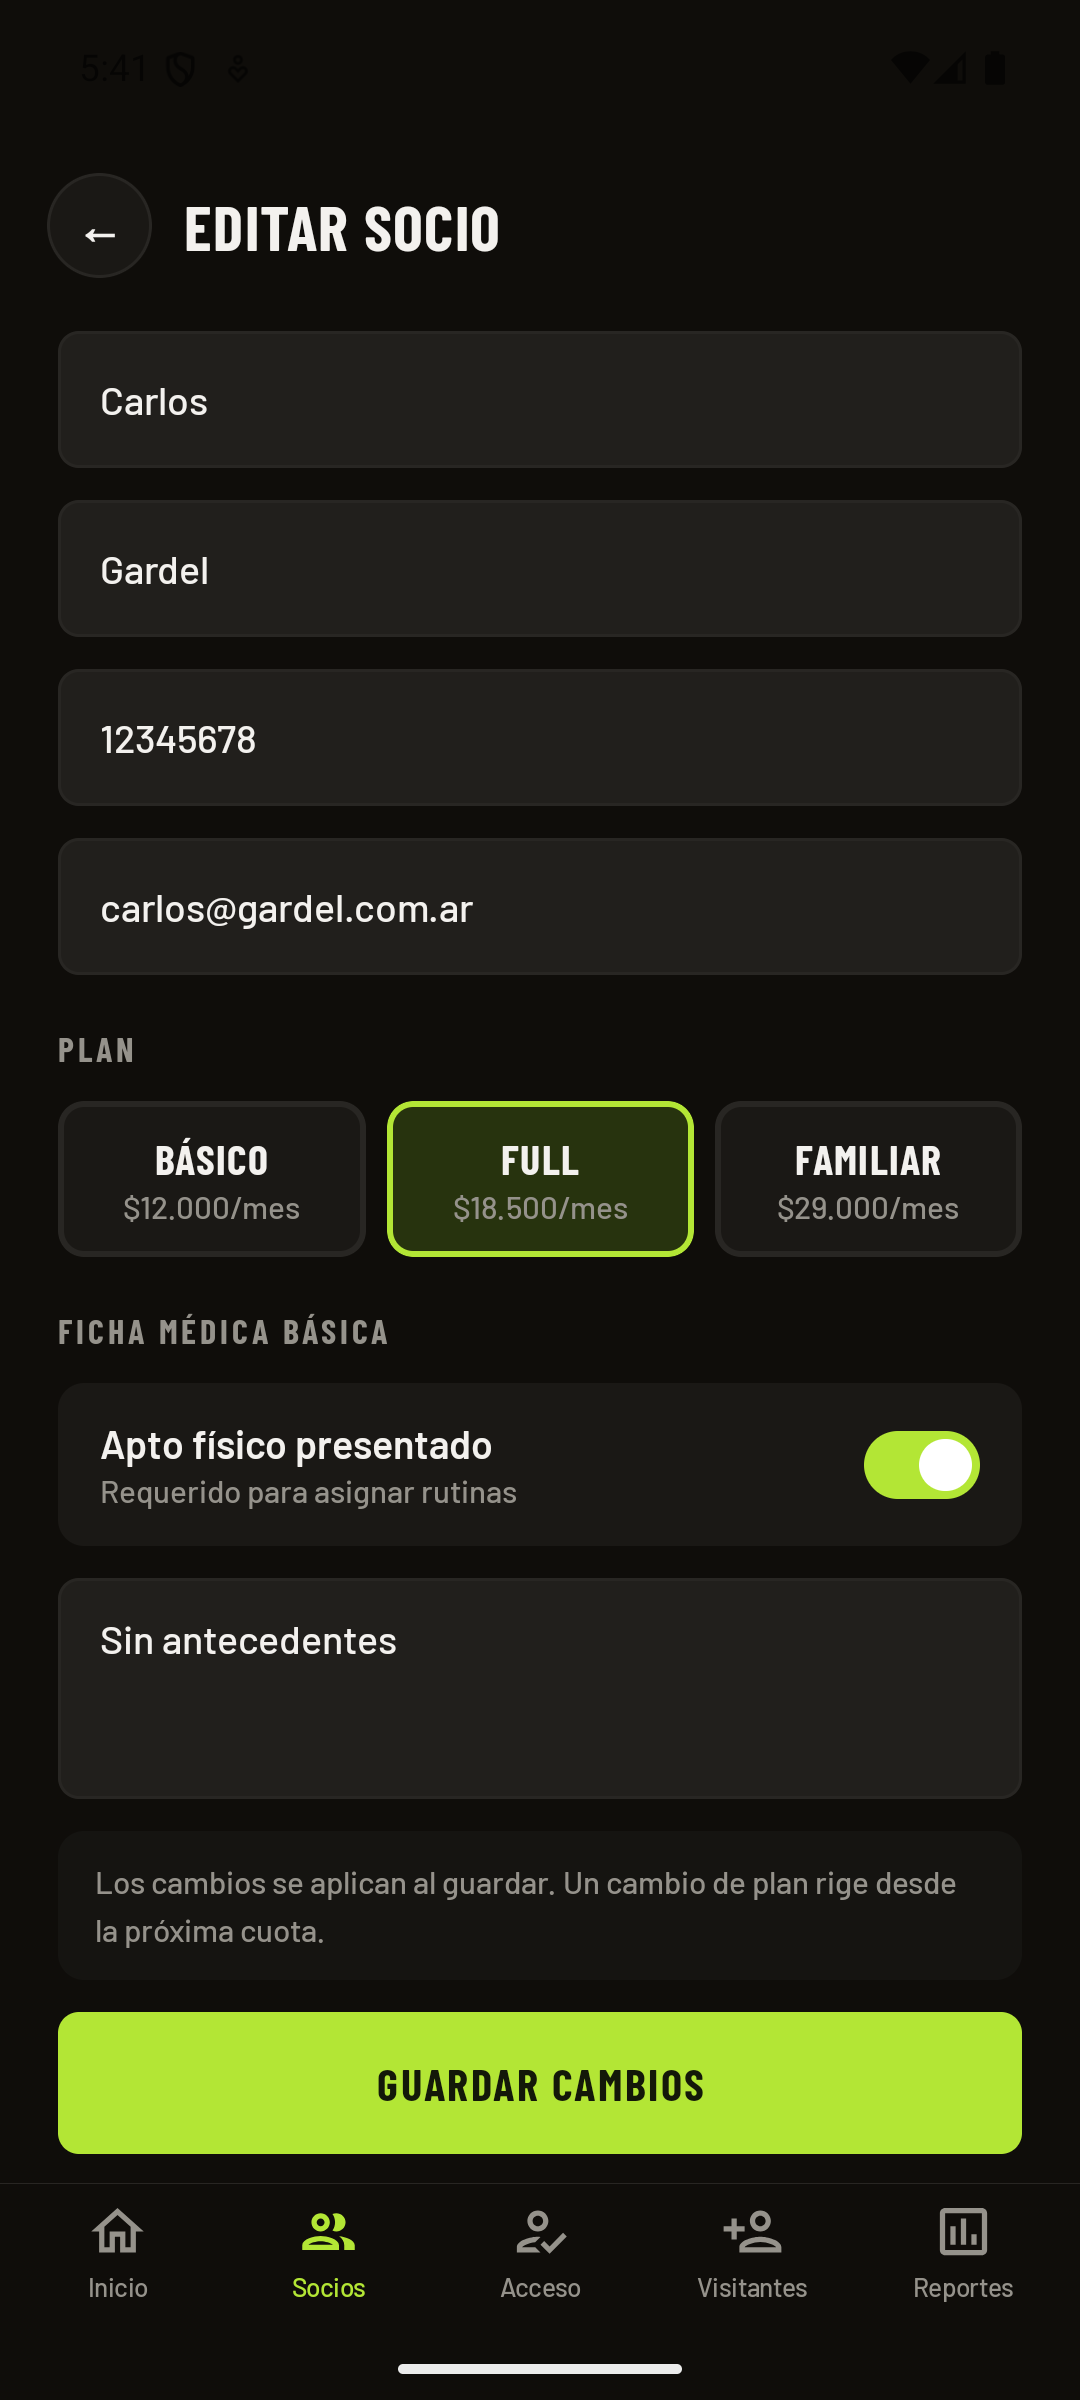 5:41
← EDITAR SOCIO
Carlos
Gardel
12345678
carlos@gardel.com.ar
PLAN
BÁSICO
$12.000/mes
FULL
$18.500/mes
FAMILIAR
$29.000/mes
FICHA MÉDICA BÁSICA
Apto físico presentado
Requerido para asignar rutinas
Sin antecedentes
Los cambios se aplican al guardar. Un cambio de plan rige desde
la próxima cuota.
GUARDAR CAMBIOS
Inicio
Socios
Acceso
Visitantes
Reportes